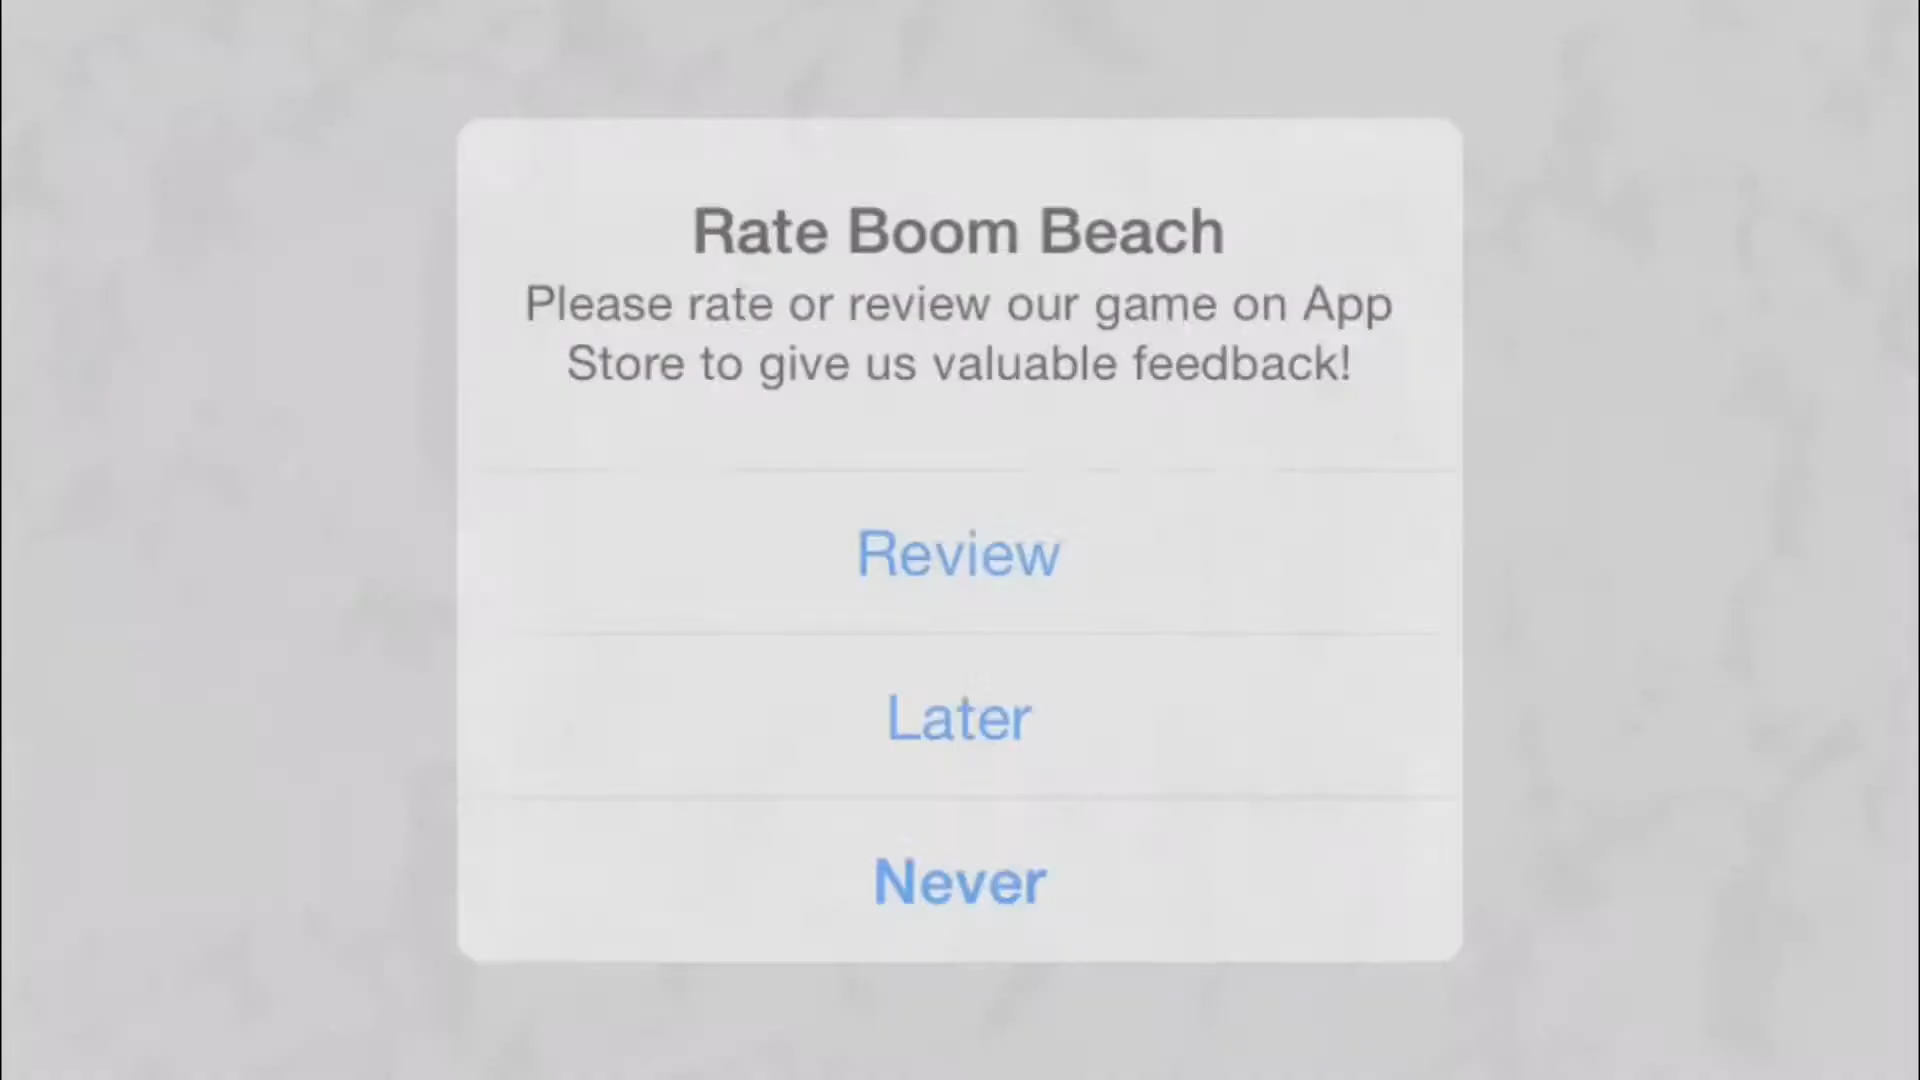 Rate Boom Beach
Please rate or review our game on App
Store to give us valuable feedback!
Review
Later
Never